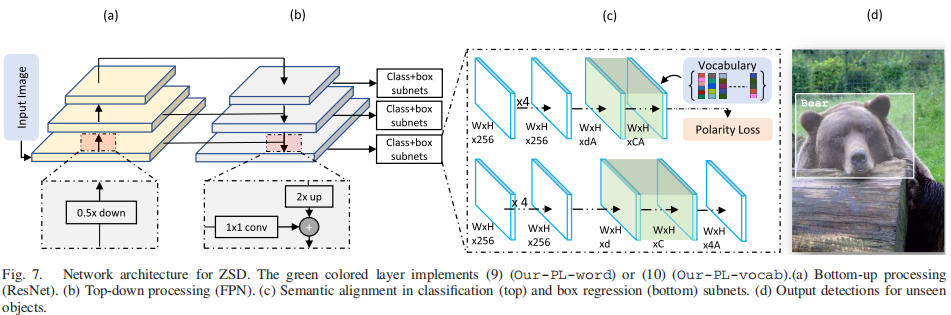 (a) (b) (c) (d)
Input Image
0.5x down
2x up
1x1 conv
+
Class+box
subnets
Class+box
subnets
Class+box
subnets
x4
WxH
x256
WxH
x256
WxH
xdA
WxH
xCA
Vocabulary
Polarity Loss
x 4
WxH
x256
WxH
x256
WxH
xd
WxH
xC
WxH
x4A
Bear
Fig. 7. Network architecture for ZSD. The green colored layer implements (9) (Our-PL-word) or (10) (Our-PL-vocab).(a) Bottom-up processing
(ResNet). (b) Top-down processing (FPN). (c) Semantic alignment in classification (top) and box regression (bottom) subnets. (d) Output detections for unseen
objects.